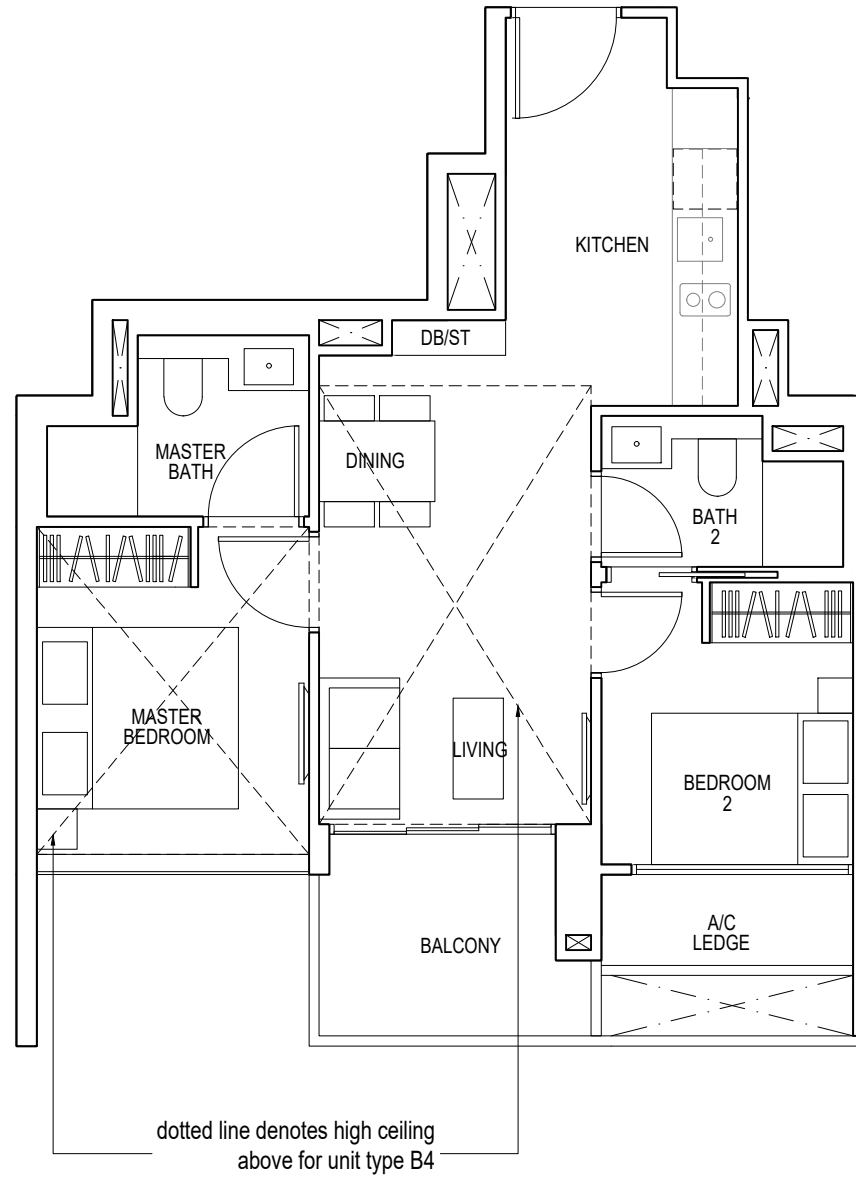 KITCHEN
DB/ST
MASTER
BATH
DINING
BATH
2
MASTER
BEDROOM
LIVING
BEDROOM
2
BALCONY
A/C
LEDGE
dotted line denotes high ceiling
above for unit type B4